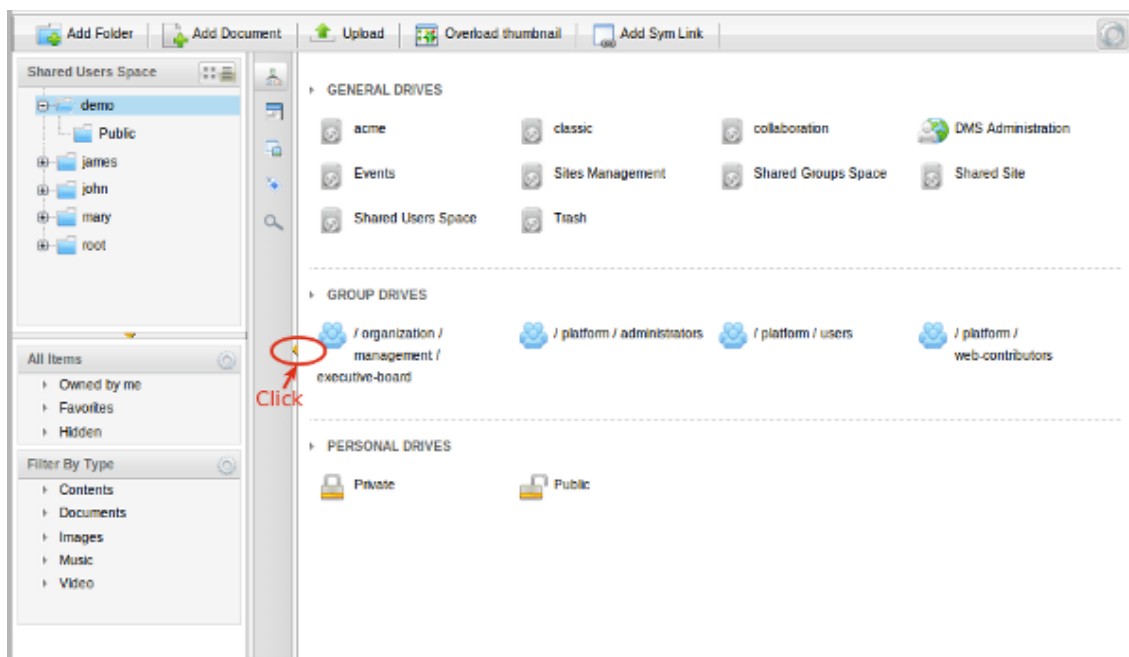 Add Folder Add Document Upload Overload thumbnail Add Sym Link
Shared Users Space
demo
Public
james
john
mary
root
All Items
Owned by me
Favorites
Hidden
Filter By Type
Contents
Documents
Images
Music
Video
Click
GENERAL DRIVES
acme classic collaboration DMS Administration
Events Sites Management Shared Groups Space Shared Site
Shared Users Space Trash
GROUP DRIVES
/ organization /
management /
executive-board
/ platform / administrators
/ platform / users
/ platform /
web-contributors
PERSONAL DRIVES
Private Public